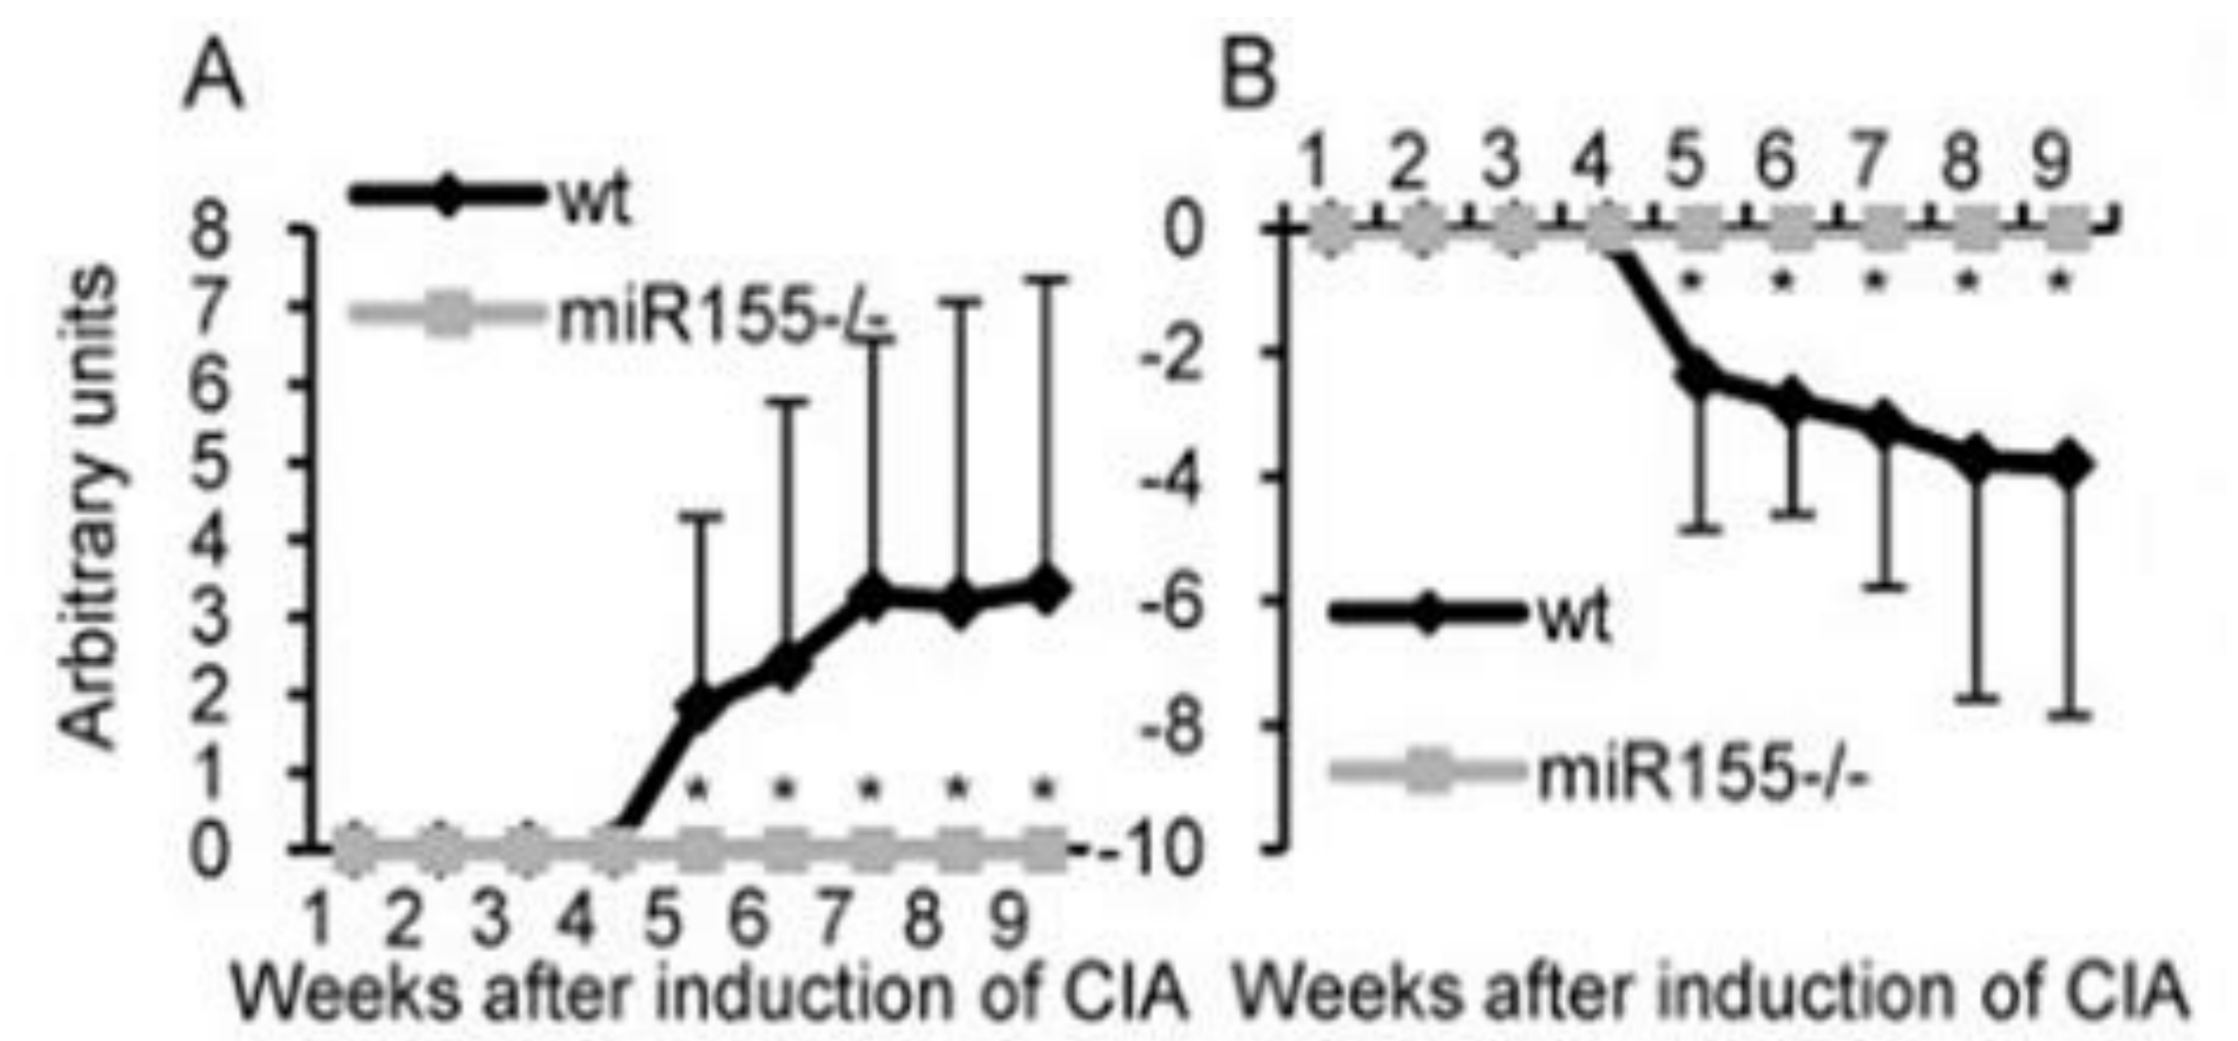 A
wt
miR155-/-
Arbitrary units
8
7
6
5
4
3
2
1
0
* * * * *
1 2 3 4 5 6 7 8 9
Weeks after induction of CIA
B
1 2 3 4 5 6 7 8 9
0
-2
-4
-6
-8
-10
* * * * *
wt
miR155-/-
Weeks after induction of CIA